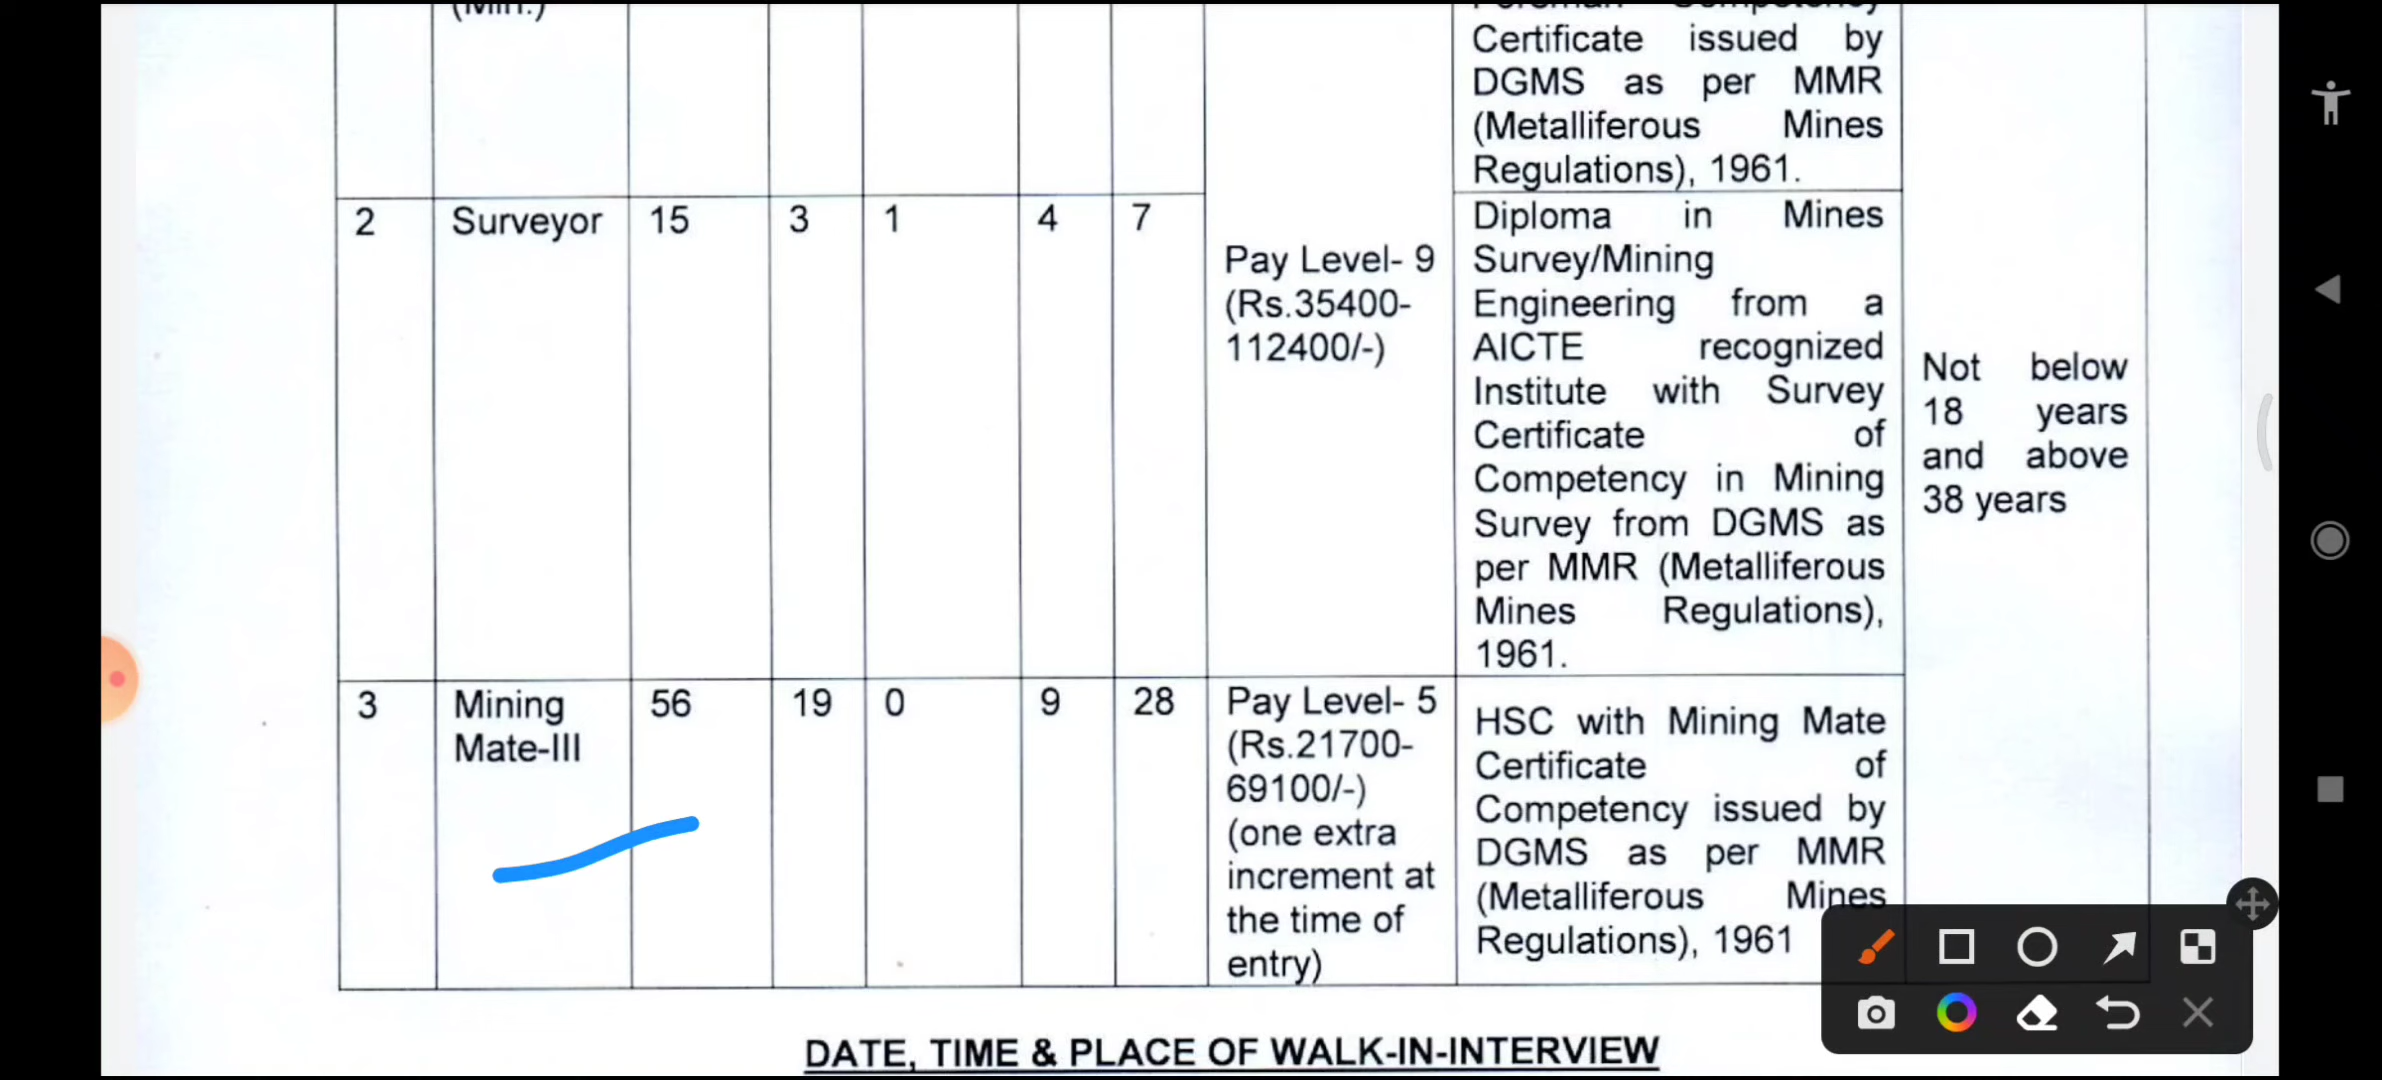 (Min.)
Foreman Competency
Certificate issued by
DGMS as per MMR
(Metalliferous Mines
Regulations), 1961.
2 Surveyor 15 3 1 4 7
Pay Level- 9
(Rs.35400-
112400/-)
Diploma in Mines
Survey/Mining
Engineering from a
AICTE recognized
Institute with Survey
Certificate of
Competency in Mining
Survey from DGMS as
per MMR (Metalliferous
Mines Regulations),
1961.
Not below
18 years
and above
38 years
3 Mining
Mate-III
56 19 0 9 28
Pay Level- 5
(Rs.21700-
69100/-)
(one extra
increment at
the time of
entry)
HSC with Mining Mate
Certificate of
Competency issued by
DGMS as per MMR
(Metalliferous Mines
Regulations), 1961
DATE, TIME & PLACE OF WALK-IN-INTERVIEW